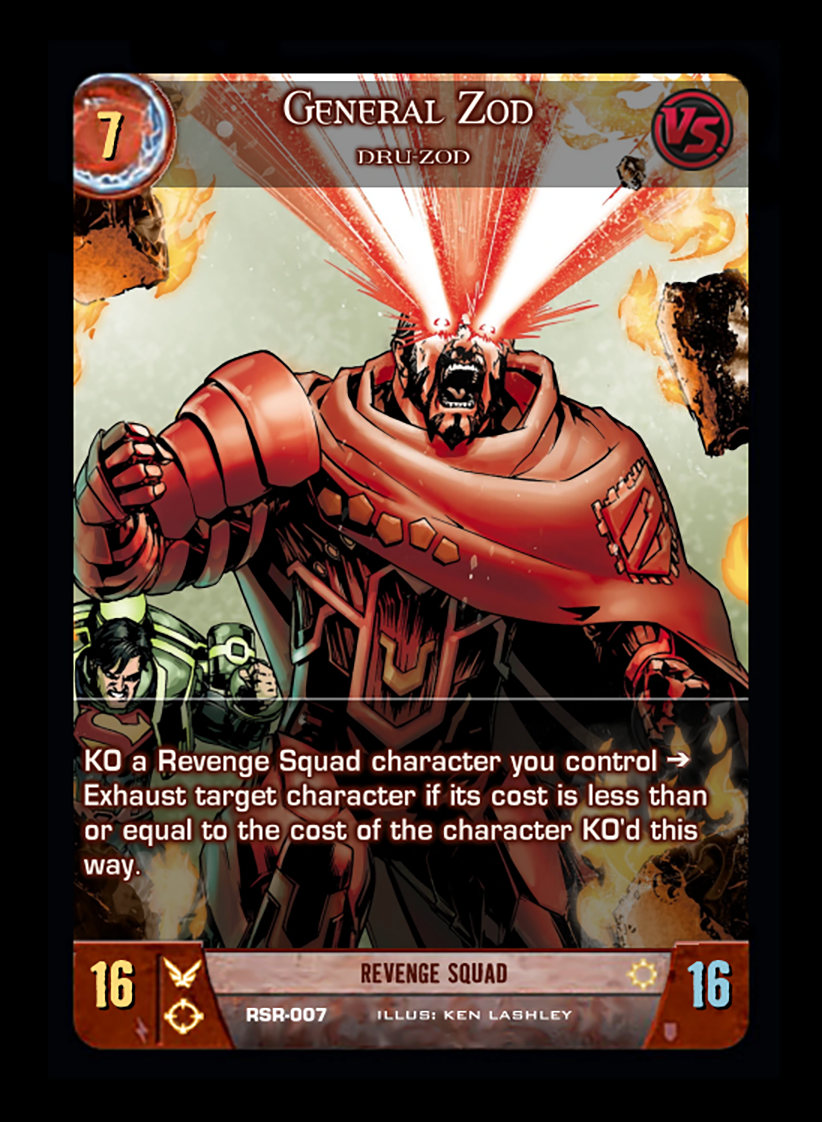 7
General Zod
VS.
DRU-ZOD
KO a Revenge Squad character you control ➔
Exhaust target character if its cost is less than
or equal to the cost of the character KO'd this
way.
16
REVENGE SQUAD
16
RSR-007 ILLUS: KEN LASHLEY